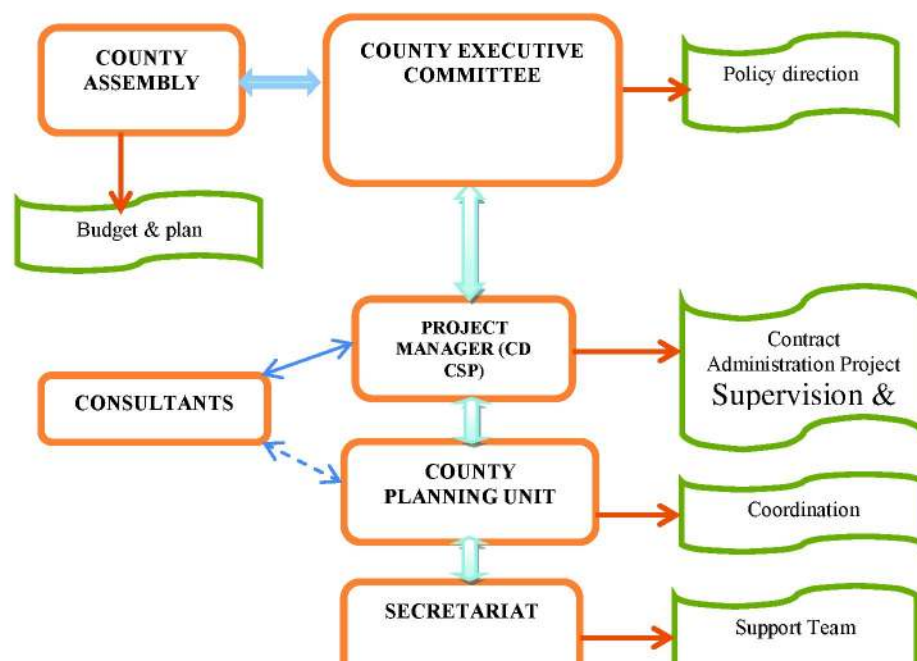 COUNTY
ASSEMBLY
COUNTY EXECUTIVE
COMMITTEE
Policy direction
Budget & plan
PROJECT
MANAGER (CD
CSP)
Contract
Administration Project
Supervision &
CONSULTANTS
COUNTY
PLANNING UNIT
Coordination
SECRETARIAT
Support Team